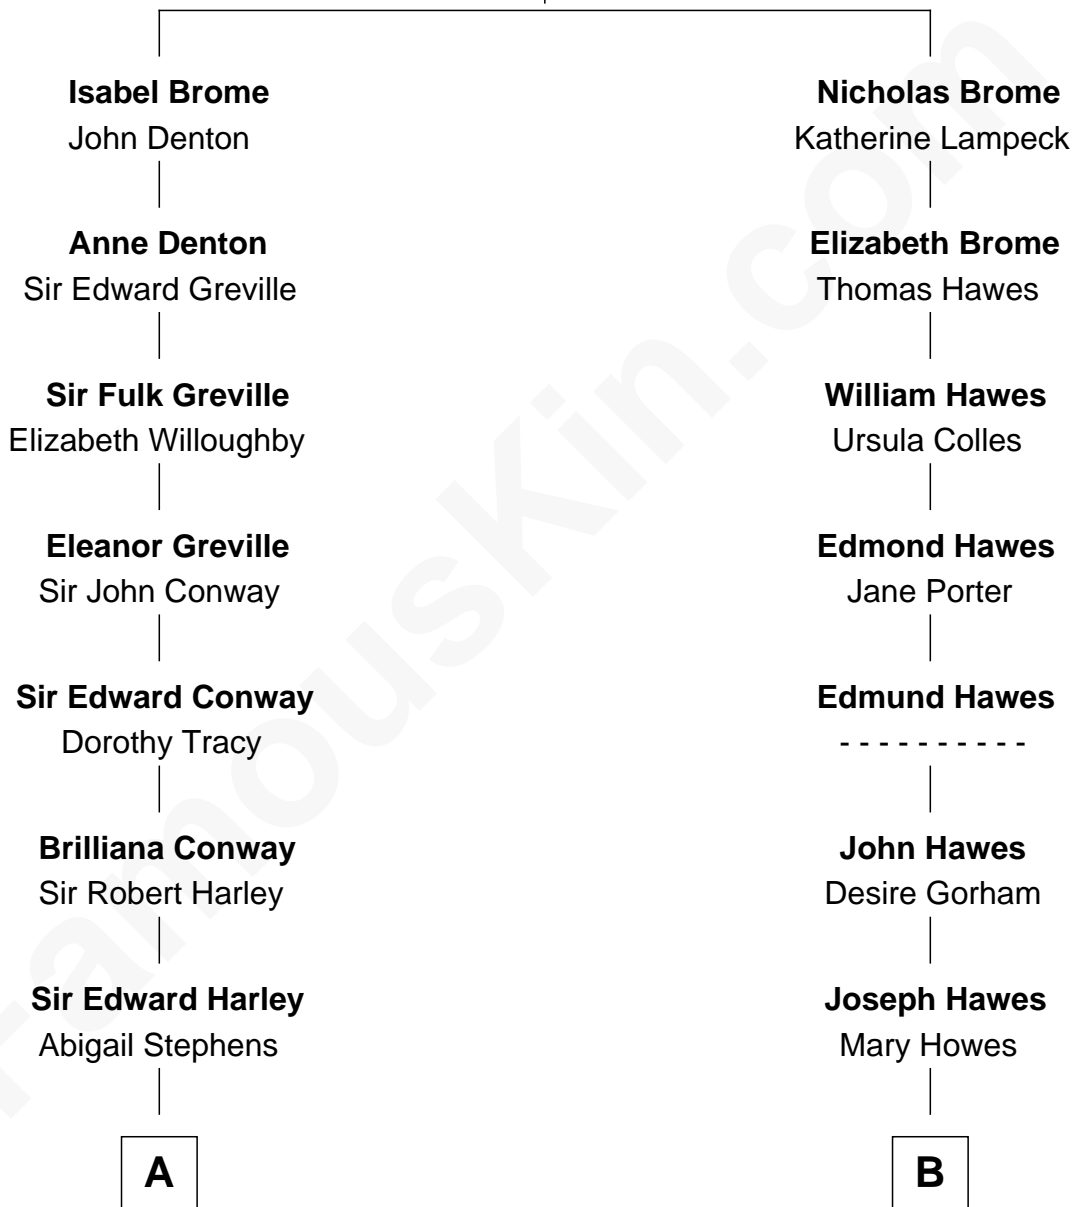 Isabel Brome
John Denton
Nicholas Brome
Katherine Lampeck
Anne Denton
Sir Edward Greville
Elizabeth Brome
Thomas Hawes
Sir Fulk Greville
Elizabeth Willoughby
William Hawes
Ursula Colles
Eleanor Greville
Sir John Conway
Edmond Hawes
Jane Porter
Sir Edward Conway
Dorothy Tracy
Edmund Hawes
- - - - - - - - - -
Brilliana Conway
Sir Robert Harley
John Hawes
Desire Gorham
Sir Edward Harley
Abigail Stephens
Joseph Hawes
Mary Howes
A
B
FamousKin.com